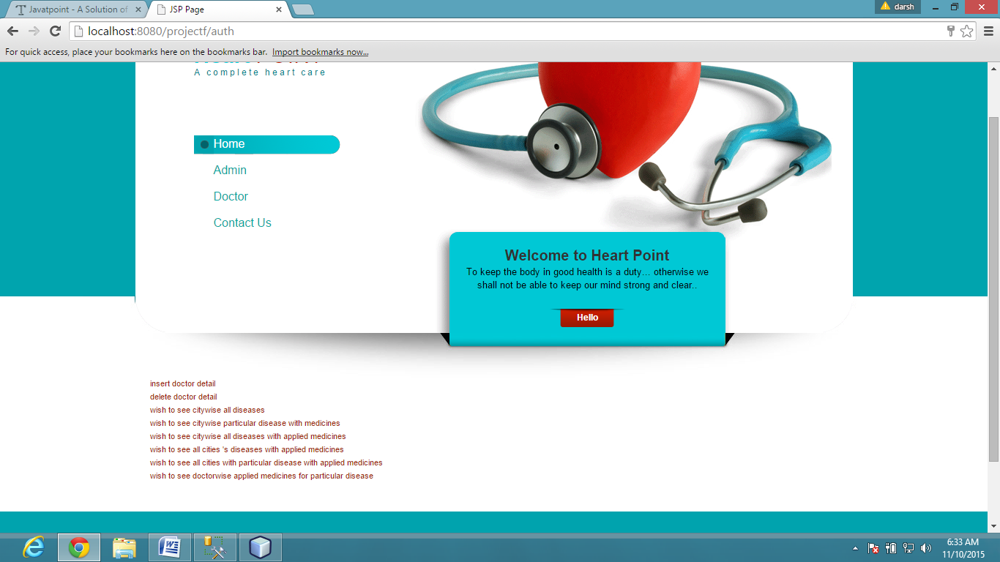 Javatpoint - A Solution of
JSP Page
darsh
localhost:8080/projectf/auth
For quick access, place your bookmarks here on the bookmarks bar. Import bookmarks now...
A complete heart care
Home
Admin
Doctor
Contact Us
Welcome to Heart Point
To keep the body in good health is a duty... otherwise we
shall not be able to keep our mind strong and clear..
Hello
insert doctor detail
delete doctor detail
wish to see citywise all diseases
wish to see citywise particular disease with medicines
wish to see citywise all diseases with applied medicines
wish to see all cities 's diseases with applied medicines
wish to see all cities with particular disease with applied medicines
wish to see doctorwise applied medicines for particular disease
6:33 AM
11/10/2015